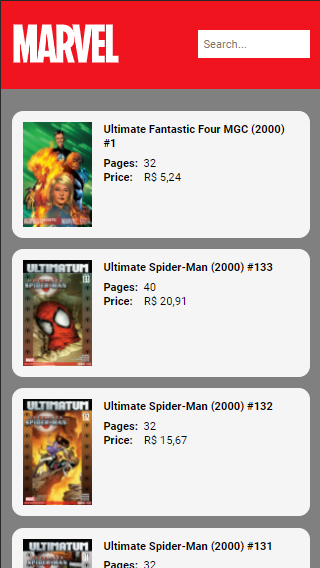 MARVEL
Search...
Ultimate Fantastic Four MGC (2000)
#1
Pages: 32
Price: R$ 5,24
ULTIMATUM
SPIDER-MAN
133
Ultimate Spider-Man (2000) #133
Pages: 40
Price: R$ 20,91
ULTIMATUM
SPIDER-MAN
132
Ultimate Spider-Man (2000) #132
Pages: 32
Price: R$ 15,67
ULTIMATUM
Ultimate Spider-Man (2000) #131
Pages: 32